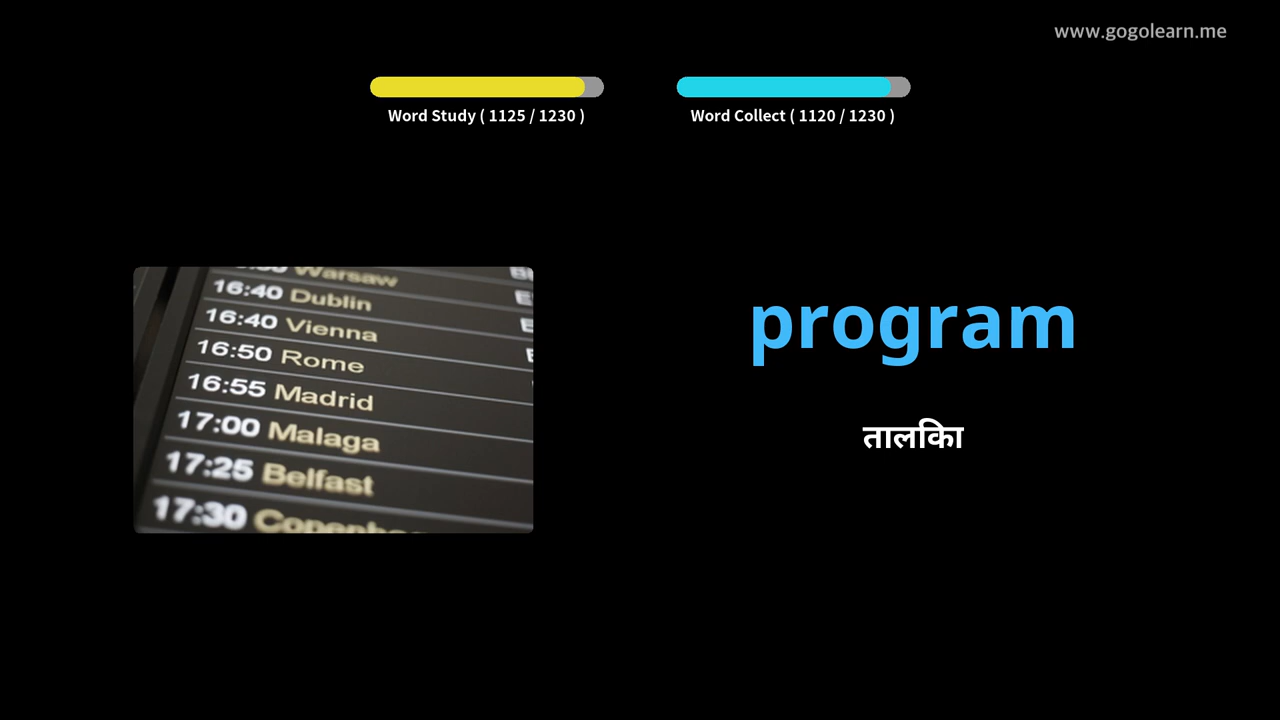 www.gogolearn.me
Word Study ( 1125 / 1230 )
Word Collect ( 1120 / 1230 )
Warsaw
16:40 Dublin
16:40 Vienna
16:50 Rome
16:55 Madrid
17:00 Malaga
17:25 Belfast
17:30
program
तालिका